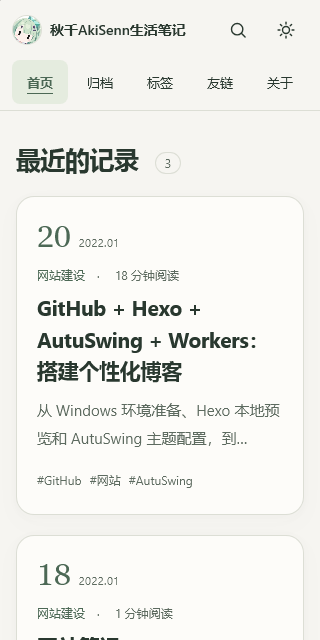 秋千AkiSenn生活笔记
首页 归档 标签 友链 关于
最近的记录 3
20 2022.01
网站建设 · 18 分钟阅读
GitHub + Hexo +
AutuSwing + Workers：
搭建个性化博客
从 Windows 环境准备、Hexo 本地预
览和 AutuSwing 主题配置，到...
#GitHub #网站 #AutuSwing
18 2022.01
网站建设 · 1 分钟阅读